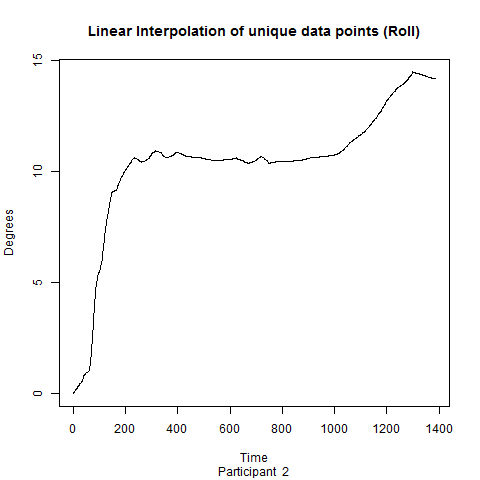 Linear Interpolation of unique data points (Roll)
15
10
5
0
Degrees
0 200 400 600 800 1000 1200 1400
Time
Participant 2